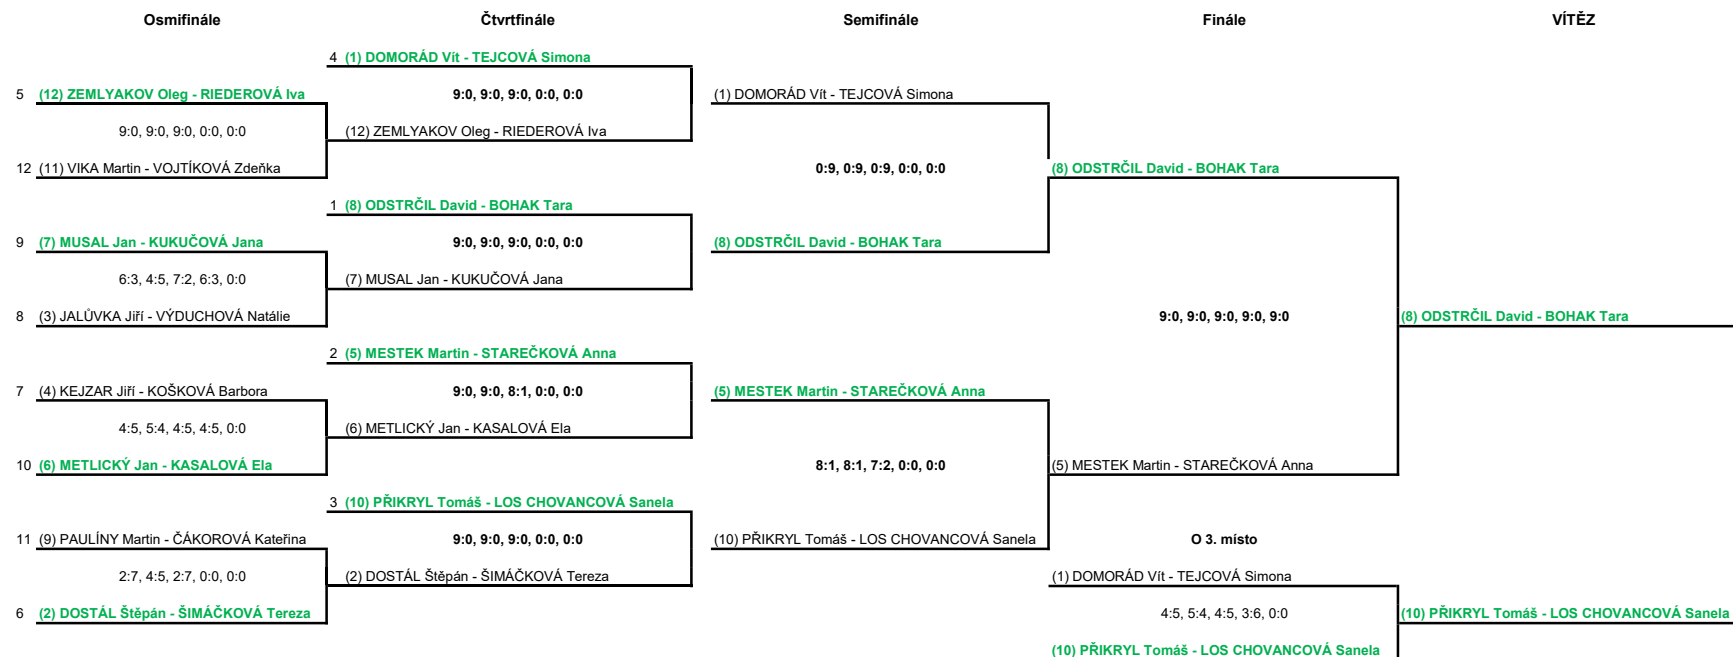 Osmifinále Čtvrtfinále Semifinále Finále VÍTĚZ
4 (1) DOMORÁD Vít - TEJCOVÁ Simona
5 (12) ZEMLYAKOV Oleg - RIEDEROVÁ Iva 9:0, 9:0, 9:0, 0:0, 0:0 (1) DOMORÁD Vít - TEJCOVÁ Simona
9:0, 9:0, 9:0, 0:0, 0:0 (12) ZEMLYAKOV Oleg - RIEDEROVÁ Iva
12 (11) VIKA Martin - VOJTÍKOVÁ Zdeňka 0:9, 0:9, 0:9, 0:0, 0:0 (8) ODSTRČIL David - BOHAK Tara
1 (8) ODSTRČIL David - BOHAK Tara
9 (7) MUSAL Jan - KUKUČOVÁ Jana 9:0, 9:0, 9:0, 0:0, 0:0 (8) ODSTRČIL David - BOHAK Tara
6:3, 4:5, 7:2, 6:3, 0:0 (7) MUSAL Jan - KUKUČOVÁ Jana
8 (3) JALŮVKA Jiří - VÝDUCHOVÁ Natálie 9:0, 9:0, 9:0, 9:0, 9:0 (8) ODSTRČIL David - BOHAK Tara
2 (5) MESTEK Martin - STAREČKOVÁ Anna
7 (4) KEJZAR Jiří - KOŠKOVÁ Barbora 9:0, 9:0, 8:1, 0:0, 0:0 (5) MESTEK Martin - STAREČKOVÁ Anna
4:5, 5:4, 4:5, 4:5, 0:0 (6) METLICKÝ Jan - KASALOVÁ Ela
10 (6) METLICKÝ Jan - KASALOVÁ Ela 8:1, 8:1, 7:2, 0:0, 0:0 (5) MESTEK Martin - STAREČKOVÁ Anna
3 (10) PŘIKRYL Tomáš - LOS CHOVANCOVÁ Sanela
11 (9) PAULÍNY Martin - ČÁKOROVÁ Kateřina 9:0, 9:0, 9:0, 0:0, 0:0 (10) PŘIKRYL Tomáš - LOS CHOVANCOVÁ Sanela O 3. místo
2:7, 4:5, 2:7, 0:0, 0:0 (2) DOSTÁL Štěpán - ŠIMÁČKOVÁ Tereza (1) DOMORÁD Vít - TEJCOVÁ Simona
6 (2) DOSTÁL Štěpán - ŠIMÁČKOVÁ Tereza 4:5, 5:4, 4:5, 3:6, 0:0 (10) PŘIKRYL Tomáš - LOS CHOVANCOVÁ Sanela
(10) PŘIKRYL Tomáš - LOS CHOVANCOVÁ Sanela